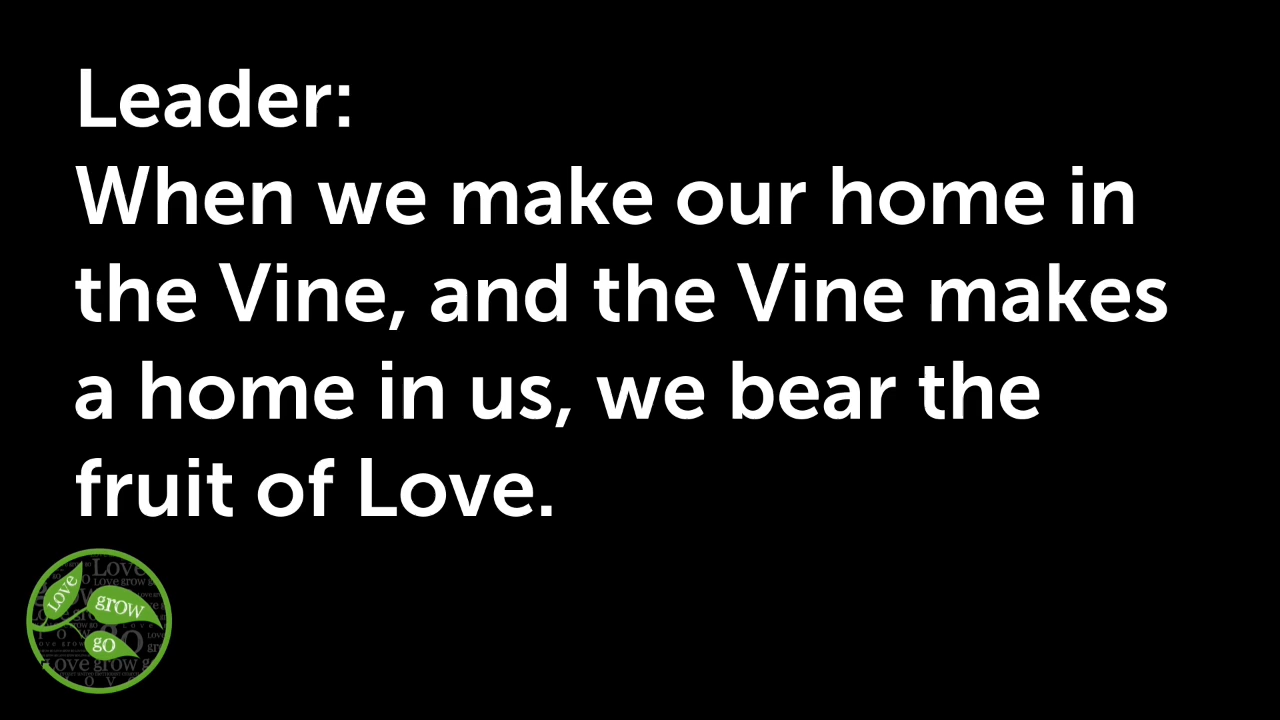 Leader:
When we make our home in
the Vine, and the Vine makes
a home in us, we bear the
fruit of Love.
Love
grow
go